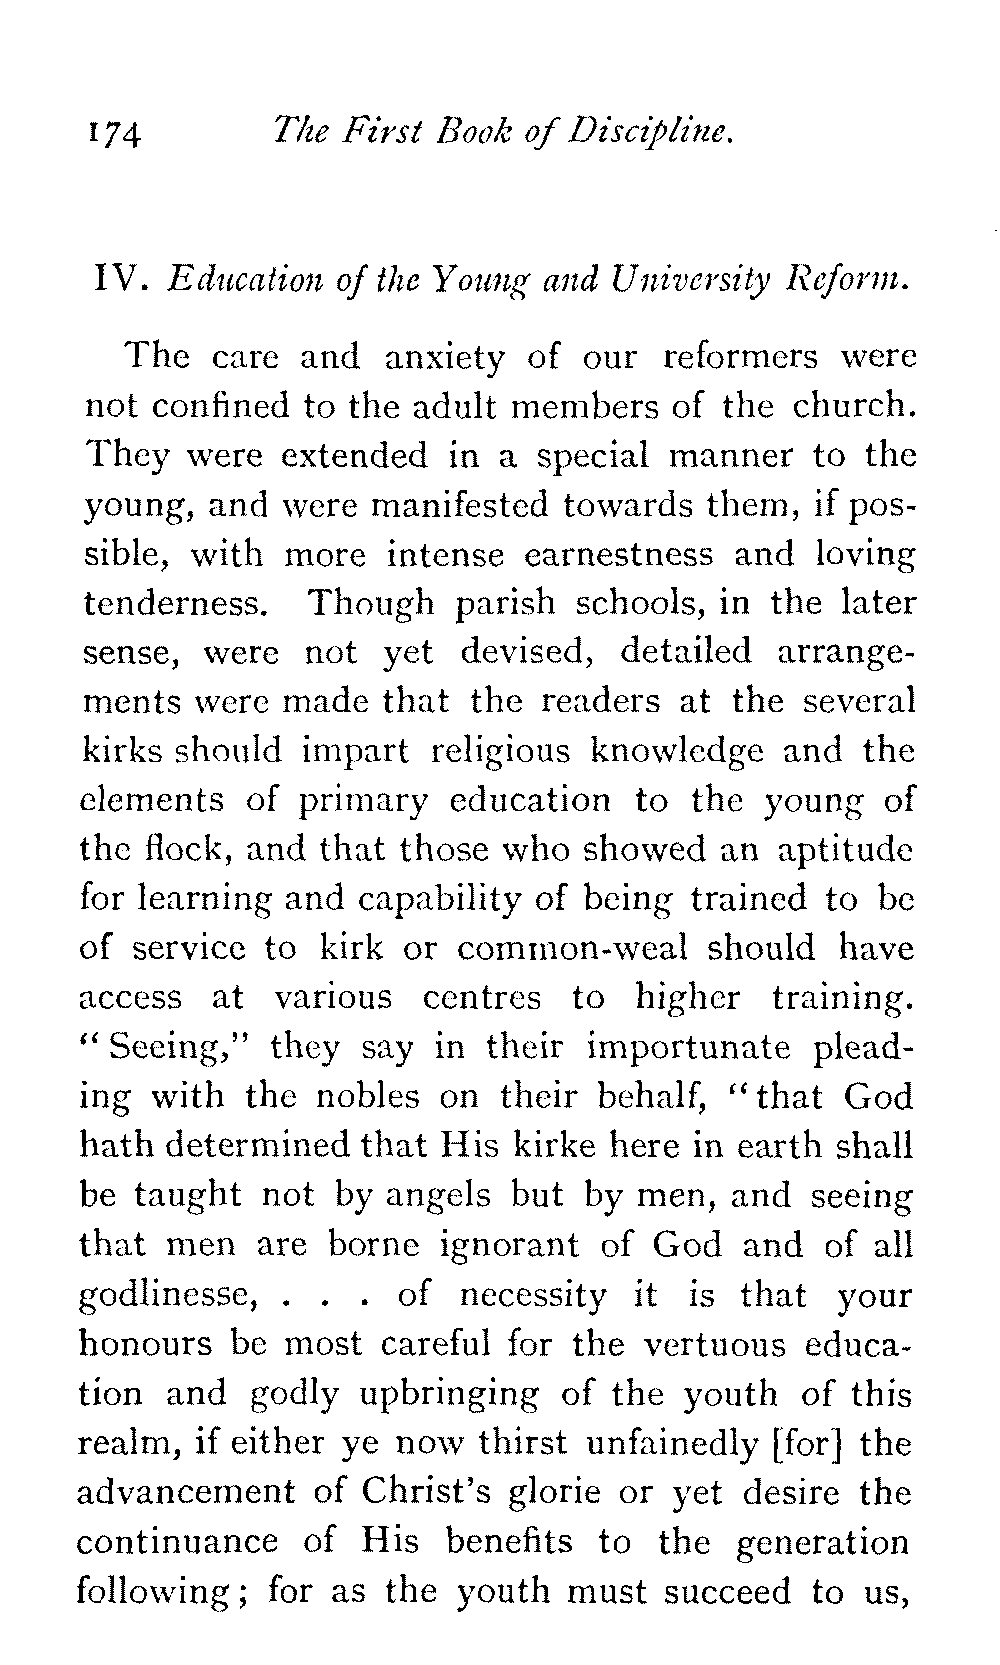 174 The First Book of Discipline.
IV. Education of the Young and University Reform.
The care and anxiety of our reformers were
not confined to the adult members of the church.
They were extended in a special manner to the
young, and were manifested towards them, if pos-
sible, with more intense earnestness and loving
tenderness. Though parish schools, in the later
sense, were not yet devised, detailed arrange-
ments were made that the readers at the several
kirks should impart religious knowledge and the
elements of primary education to the young of
the flock, and that those who showed an aptitude
for learning and capability of being trained to be
of service to kirk or common-weal should have
access at various centres to higher training.
“Seeing,” they say in their importunate plead-
ing with the nobles on their behalf, “that God
hath determined that His kirke here in earth shall
be taught not by angels but by men, and seeing
that men are borne ignorant of God and of all
godlinesse, . . . of necessity it is that your
honours be most careful for the vertuous educa-
tion and godly upbringing of the youth of this
realm, if either ye now thirst unfainedly [for] the
advancement of Christ's glorie or yet desire the
continuance of His benefits to the generation
following; for as the youth must succeed to us,